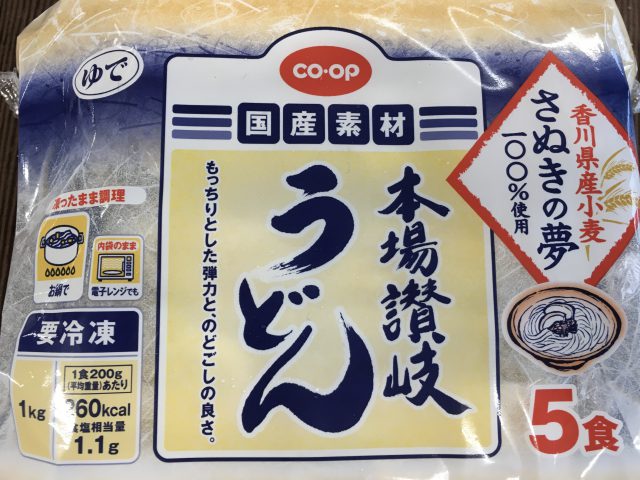 ゆで
CO·OP
国産素材
香川県産小麦
さぬきの夢
一〇〇%使用
本場讃岐
うどん
もっちりとした弾力と、のどごしの良さ。
ったまま調理
お鍋で
内袋のまま
電子レンジでも
要冷凍
1kg
1食200g
(平均重量)あたり
260kcal
食塩相当量
1.1g
5食